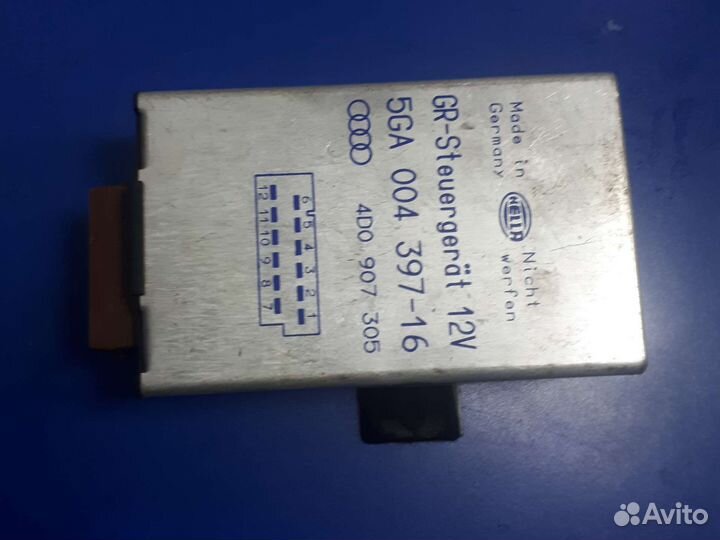 Made in
Germany
HELLA
Nicht
werfen
GR-Steuergerät 12V
5GA 004 397-16
4D0 907 305
6 5 4 3 2 1
12 11 10 9 8 7
Avito